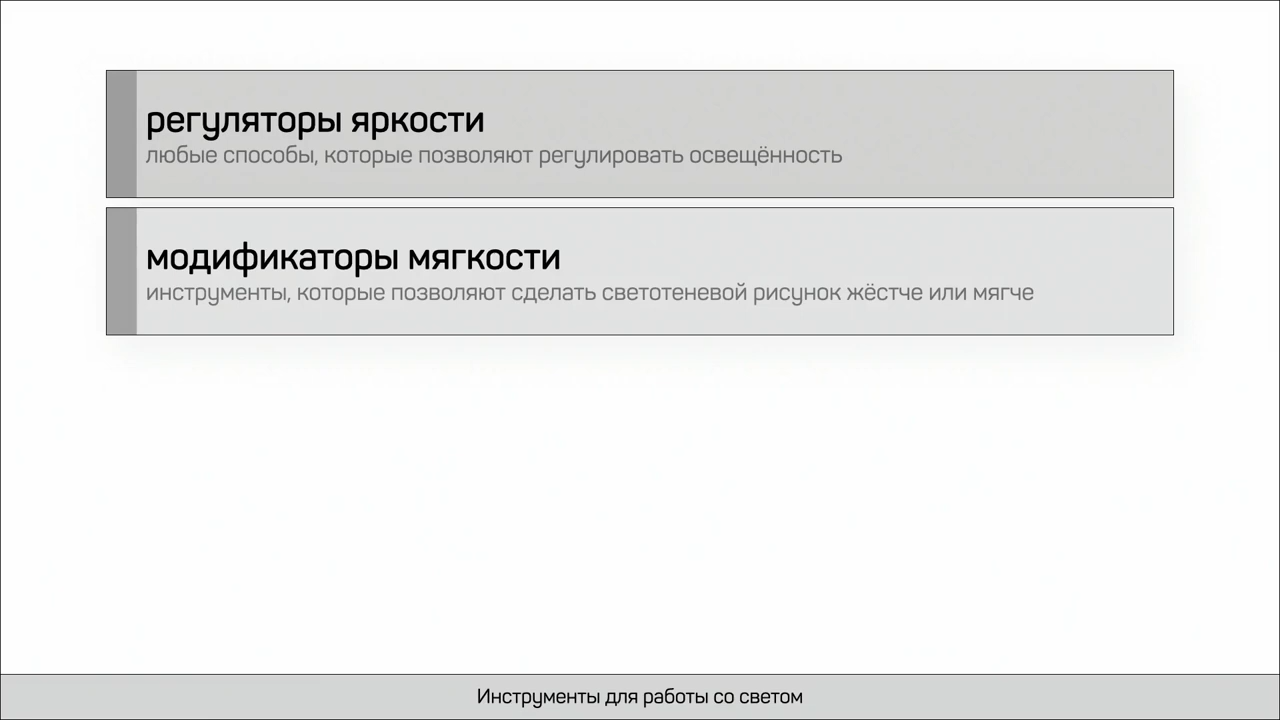 регуляторы яркости
любые способы, которые позволяют регулировать освещённость
модификаторы мягкости
инструменты, которые позволяют сделать светотеневой рисунок жёстче или мягче
Инструменты для работы со светом